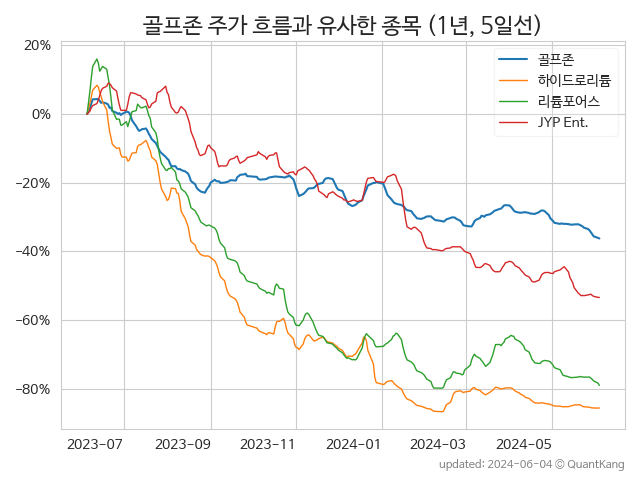 골프존 주가 흐름과 유사한 종목 (1년, 5일선)
20%
0%
−20%
−40%
−60%
−80%
골프존
하이드로리튬
리튬포어스
JYP Ent.
2023-07
2023-09
2023-11
2024-01
2024-03
2024-05
updated: 2024-06-04 © QuantKang